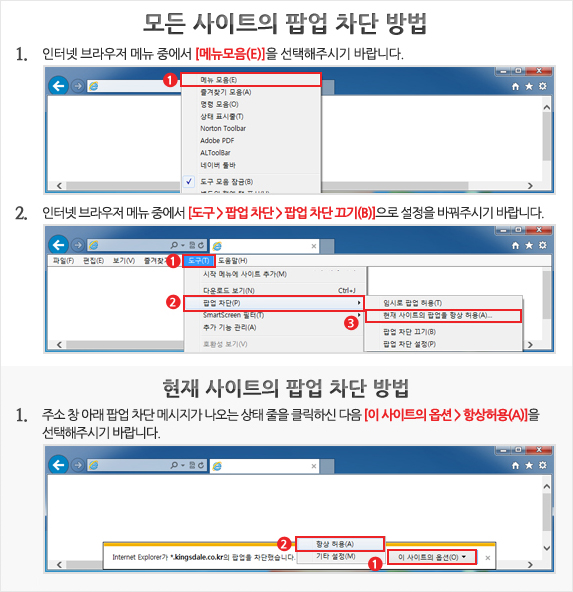 모든 사이트의 팝업 차단 방법
1. 인터넷 브라우저 메뉴 중에서 [메뉴모음(E)]을 선택해주시기 바랍니다.
1 메뉴 모음(E)
즐겨찾기 모음(A)
명령 모음(O)
상태 표시줄(T)
Norton Toolbar
Adobe PDF
ALToolBar
네이버 툴바
도구 모음 잠금(B)
2. 인터넷 브라우저 메뉴 중에서 [도구 > 팝업 차단 > 팝업 차단 끄기(B)]으로 설정을 바꿔주시기 바랍니다.
파일(F) 편집(E) 보기(V) 즐겨찾기 1 도구(T) 도움말(H)
시작 메뉴에 사이트 추가(M)
다운로드 보기(N) Ctrl+J
2 팝업 차단(P) 임시로 팝업 허용(T)
SmartScreen 필터(T) 3 현재 사이트의 팝업을 항상 허용(A)...
추가 기능 관리(A) 팝업 차단 끄기(B)
호환성 보기(V) 팝업 차단 설정(P)
현재 사이트의 팝업 차단 방법
1. 주소 창 아래 팝업 차단 메시지가 나오는 상태 줄을 클릭하신 다음 [이 사이트의 옵션 > 항상허용(A)]을
선택해주시기 바랍니다.
2 항상 허용(A)
Internet Explorer가 *.kingsdale.co.kr의 팝업을 차단했습니다. 기타 설정(M) 1 이 사이트의 옵션(O)